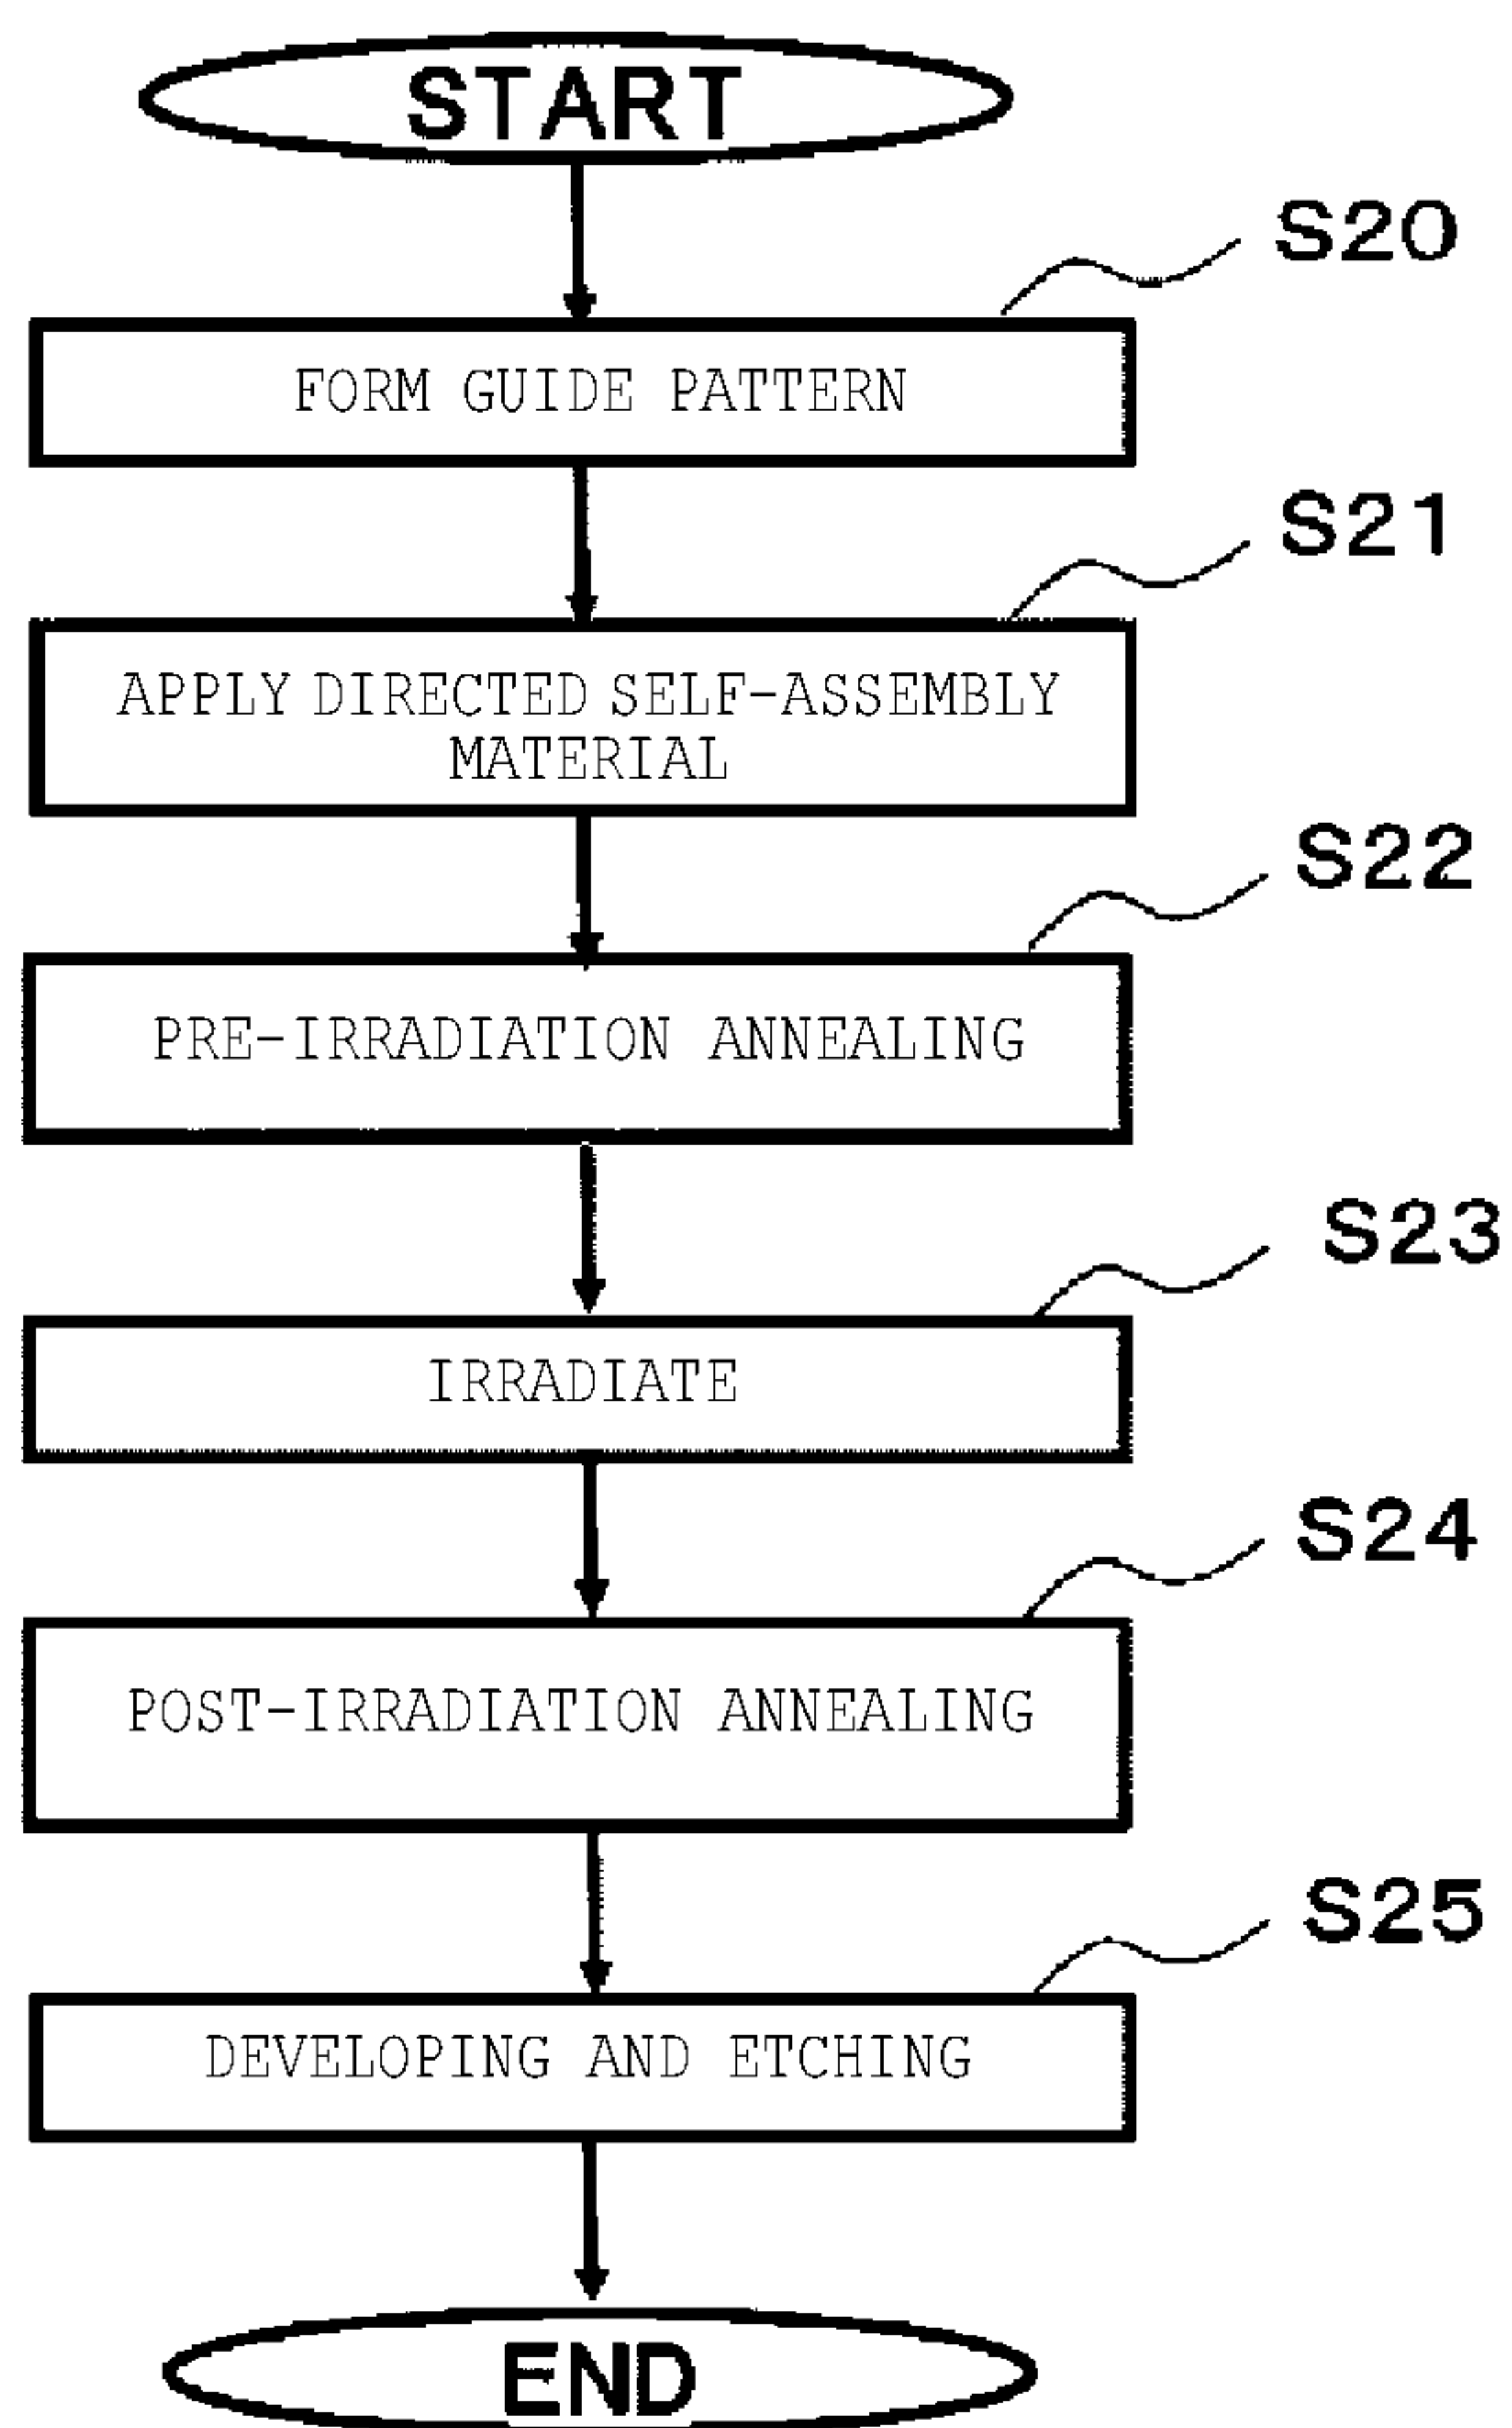 START
S20
FORM GUIDE PATTERN
S21
APPLY DIRECTED SELF-ASSEMBLY
MATERIAL
S22
PRE-IRRADIATION ANNEALING
S23
IRRADIATE
S24
POST-IRRADIATION ANNEALING
S25
DEVELOPING AND ETCHING
END